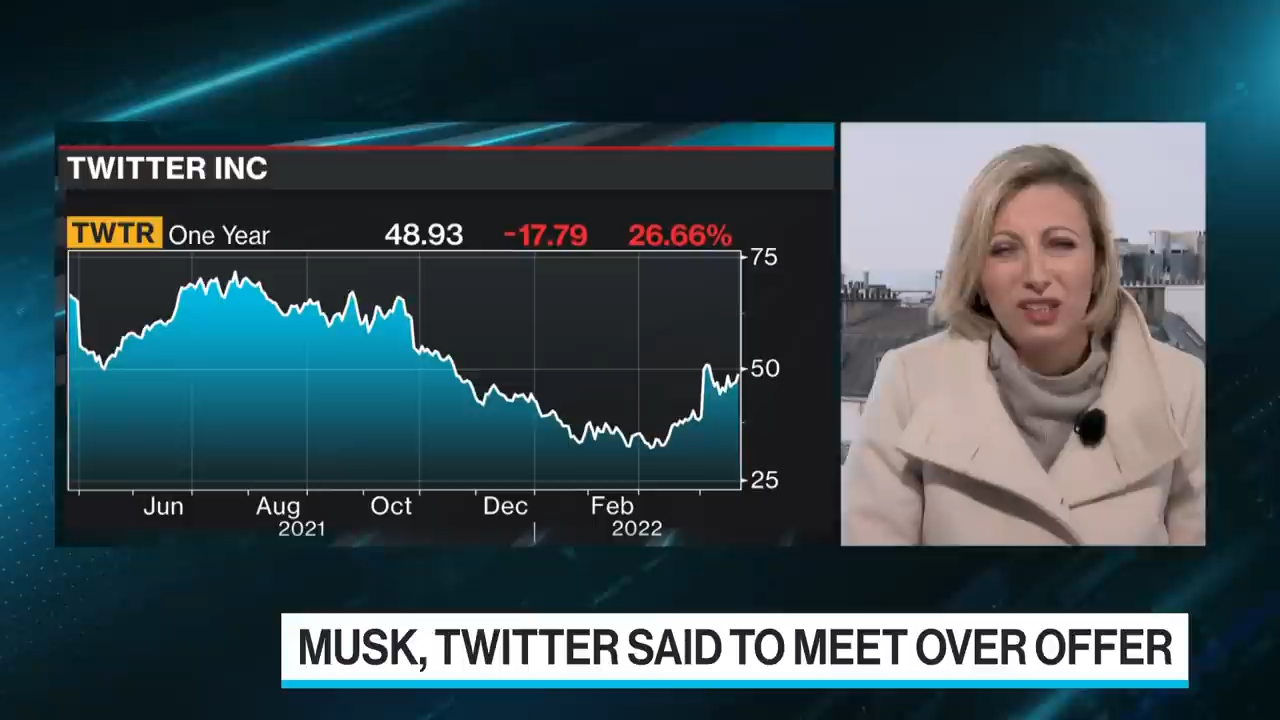 TWITTER INC
TWTR One Year 48.93 -17.79 26.66%
75
50
25
Jun Aug Oct Dec Feb
2021 2022
MUSK, TWITTER SAID TO MEET OVER OFFER